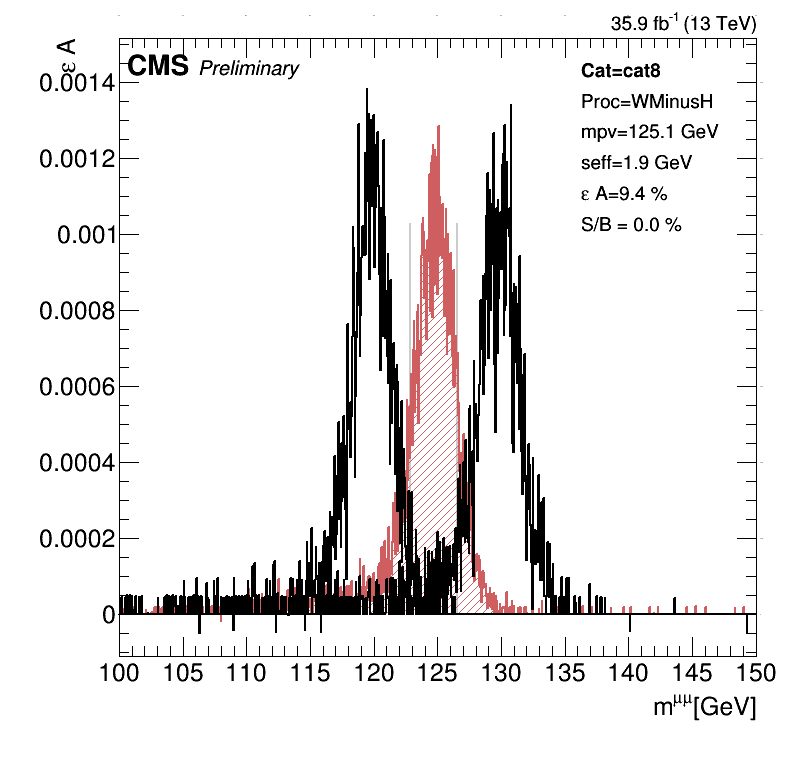 35.9 fb⁻¹ (13 TeV)
ε A
CMS Preliminary
Cat=cat8
Proc=WMinusH
mpv=125.1 GeV
seff=1.9 GeV
ε A=9.4 %
S/B = 0.0 %
0.0014
0.0012
0.001
0.0008
0.0006
0.0004
0.0002
0
100 105 110 115 120 125 130 135 140 145 150
m^μμ[GeV]